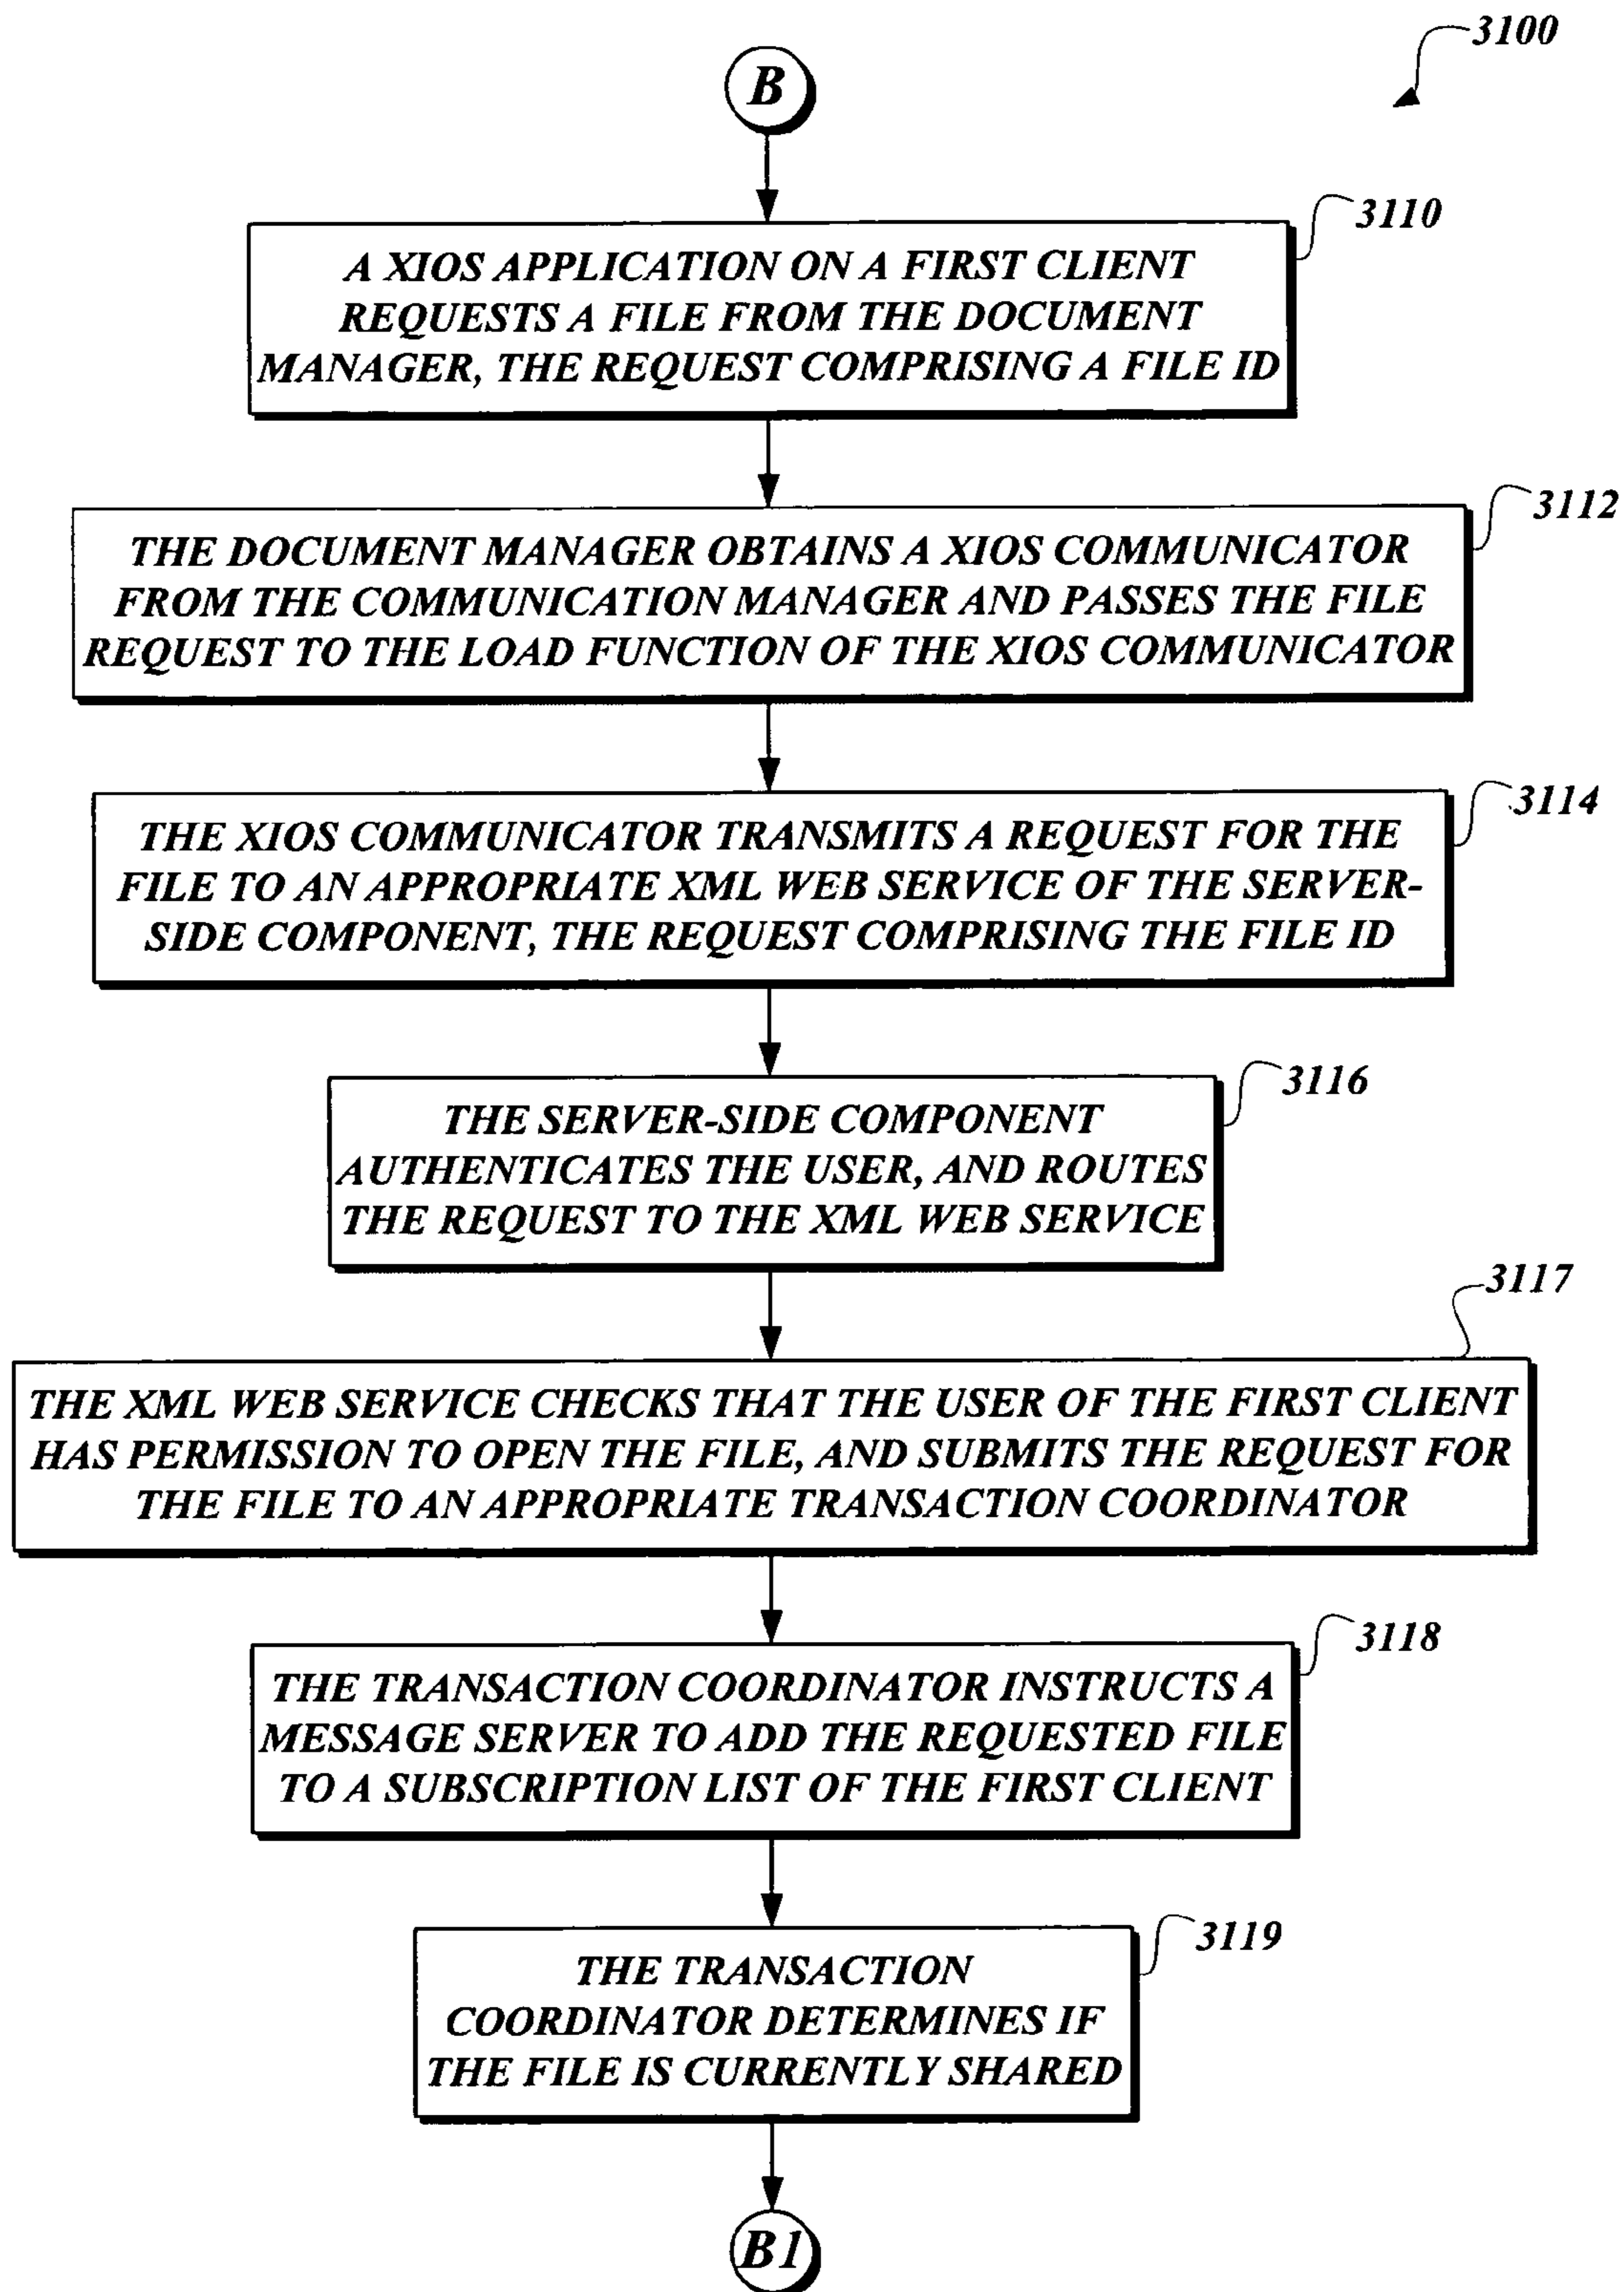 3100
B
3110
A XIOS APPLICATION ON A FIRST CLIENT
REQUESTS A FILE FROM THE DOCUMENT
MANAGER, THE REQUEST COMPRISING A FILE ID
3112
THE DOCUMENT MANAGER OBTAINS A XIOS COMMUNICATOR
FROM THE COMMUNICATION MANAGER AND PASSES THE FILE
REQUEST TO THE LOAD FUNCTION OF THE XIOS COMMUNICATOR
3114
THE XIOS COMMUNICATOR TRANSMITS A REQUEST FOR THE
FILE TO AN APPROPRIATE XML WEB SERVICE OF THE SERVER-
SIDE COMPONENT, THE REQUEST COMPRISING THE FILE ID
3116
THE SERVER-SIDE COMPONENT
AUTHENTICATES THE USER, AND ROUTES
THE REQUEST TO THE XML WEB SERVICE
3117
THE XML WEB SERVICE CHECKS THAT THE USER OF THE FIRST CLIENT
HAS PERMISSION TO OPEN THE FILE, AND SUBMITS THE REQUEST FOR
THE FILE TO AN APPROPRIATE TRANSACTION COORDINATOR
3118
THE TRANSACTION COORDINATOR INSTRUCTS A
MESSAGE SERVER TO ADD THE REQUESTED FILE
TO A SUBSCRIPTION LIST OF THE FIRST CLIENT
3119
THE TRANSACTION
COORDINATOR DETERMINES IF
THE FILE IS CURRENTLY SHARED
B1